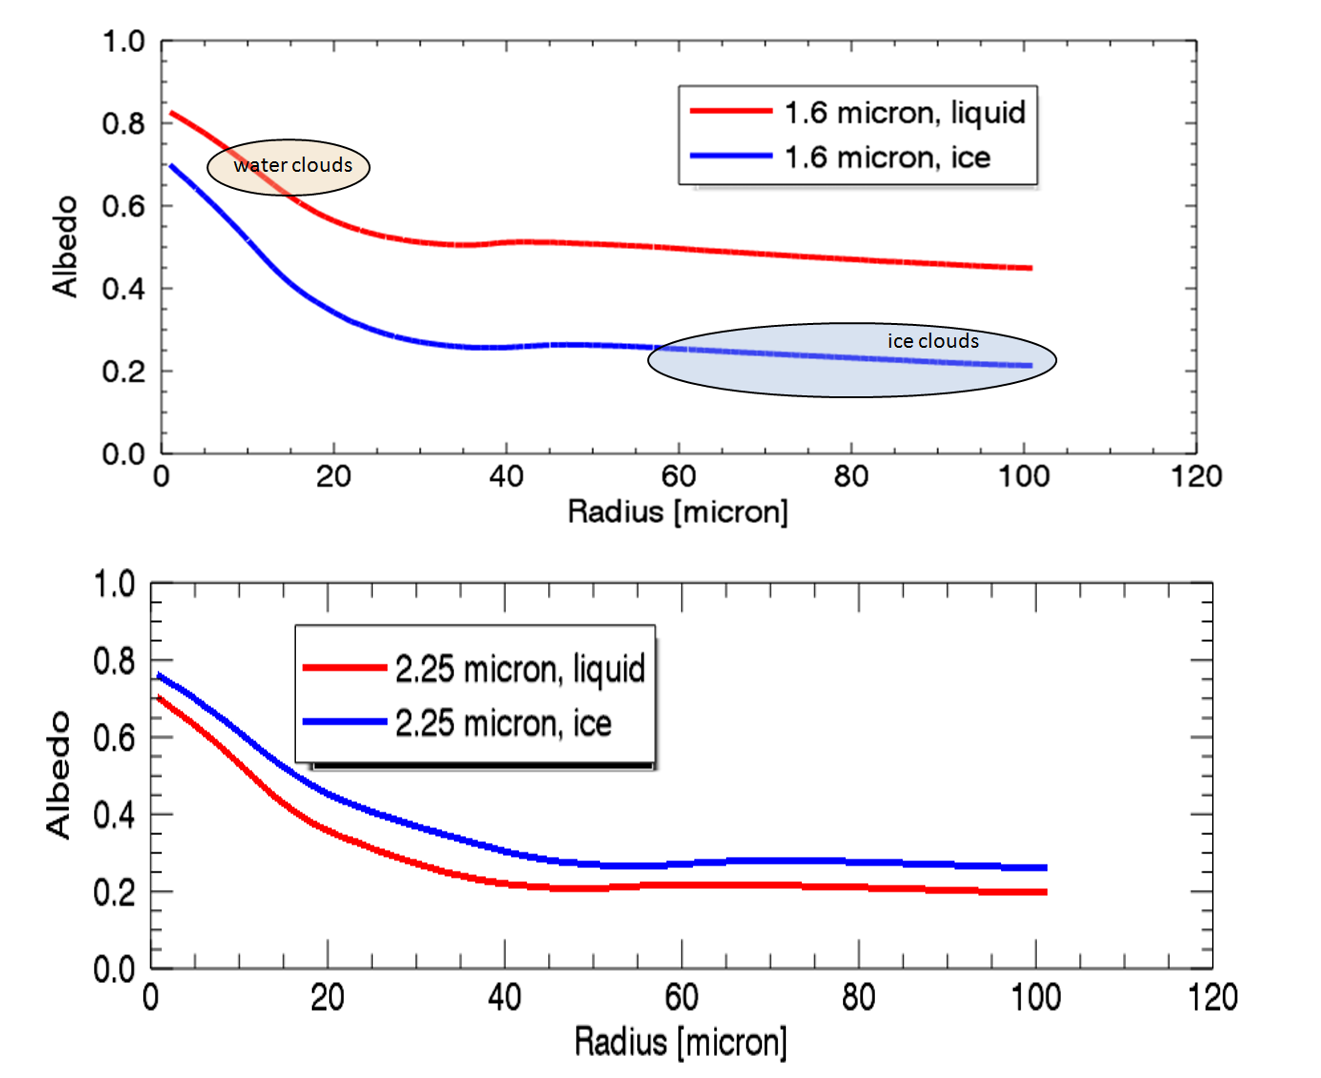 1.0
0.8
0.6
0.4
0.2
0.0
Albedo
1.6 micron, liquid
1.6 micron, ice
water clouds
ice clouds
0 20 40 60 80 100 120
Radius [micron]
1.0
0.8
0.6
0.4
0.2
0.0
Albedo
2.25 micron, liquid
2.25 micron, ice
0 20 40 60 80 100 120
Radius [micron]